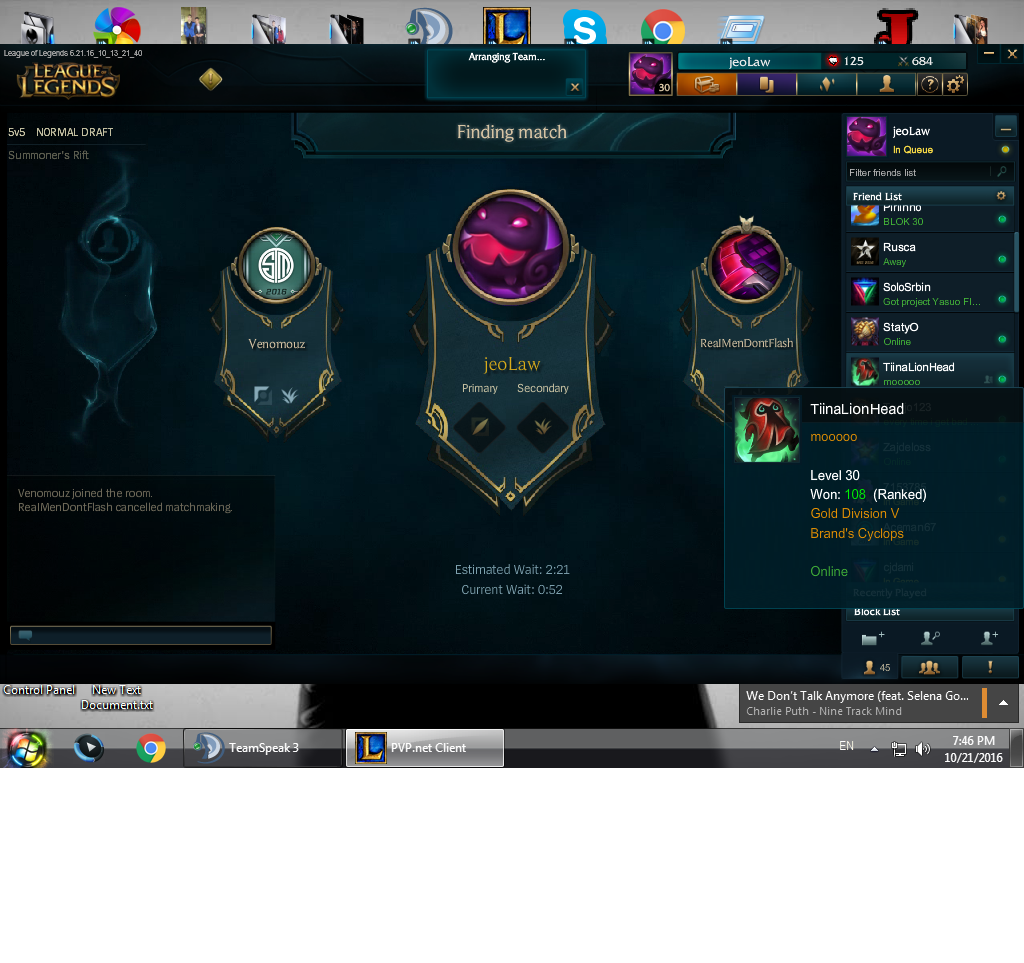 League of Legends 6.21.16_10_13_21_40
LEAGUE OF
LEGENDS
Arranging Team...
30
jeoLaw
125
684
5v5 NORMAL DRAFT
Summoner's Rift
Finding match
jeoLaw
In Queue
Filter friends list
Friend List
BLOK 30
Rusca
Away
SoloSrbin
Got project Yasuo FI...
StatyO
Online
TiinaLionHead
mooooo
2016
Venomouz
jeoLaw
Primary Secondary
RealMenDontFlash
TiinaLionHead
mooooo
Level 30
Won: 108 (Ranked)
Gold Division V
Brand's Cyclops
Online
cjdami
Recently Played
Block List
45
Venomouz joined the room.
RealMenDontFlash cancelled matchmaking.
Estimated Wait: 2:21
Current Wait: 0:52
Control Panel
New Text
Document.txt
We Don't Talk Anymore (feat. Selena Go...
Charlie Puth - Nine Track Mind
TeamSpeak 3
PVP.net Client
EN
7:46 PM
10/21/2016